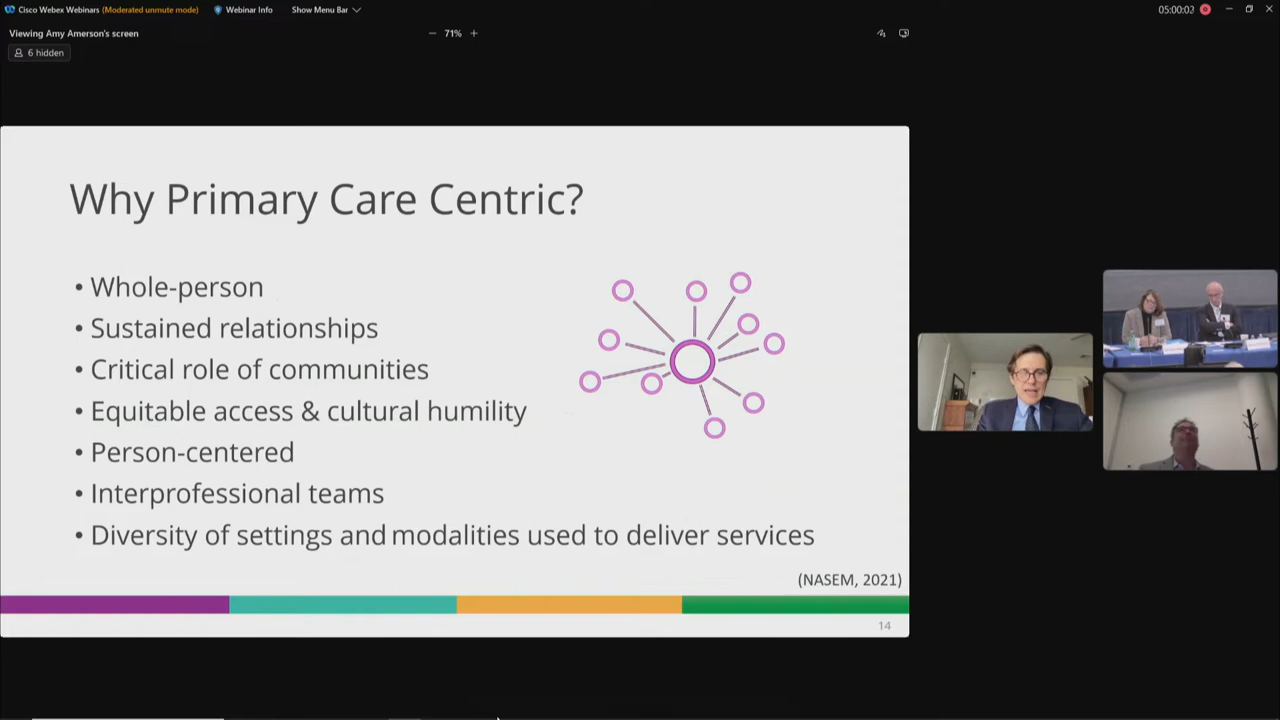 Cisco Webex Webinars (Moderated unmute mode) Webinar Info Show Menu Bar 05:00:02
Viewing Amy Amerson's screen 71%
6 hidden
Why Primary Care Centric?
• Whole-person
• Sustained relationships
• Critical role of communities
• Equitable access & cultural humility
• Person-centered
• Interprofessional teams
• Diversity of settings and modalities used to deliver services
(NASEM, 2021)
14